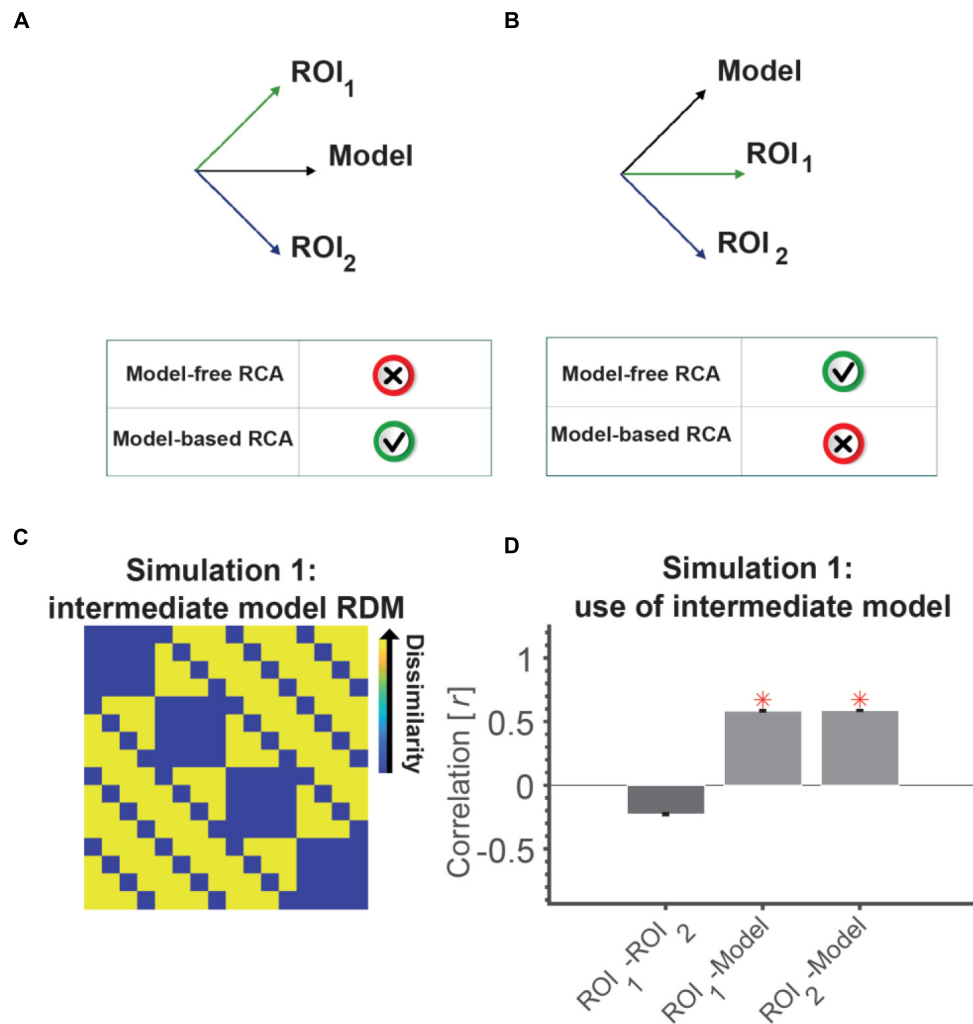 A
ROI1
Model
ROI2
Model-free RCA
Model-based RCA
B
Model
ROI1
ROI2
Model-free RCA
Model-based RCA
C
Simulation 1:
intermediate model RDM
Dissimilarity
D
Simulation 1:
use of intermediate model
Correlation [r]
1
0.5
0
-0.5
ROI1-ROI2
ROI1-Model
ROI2-Model